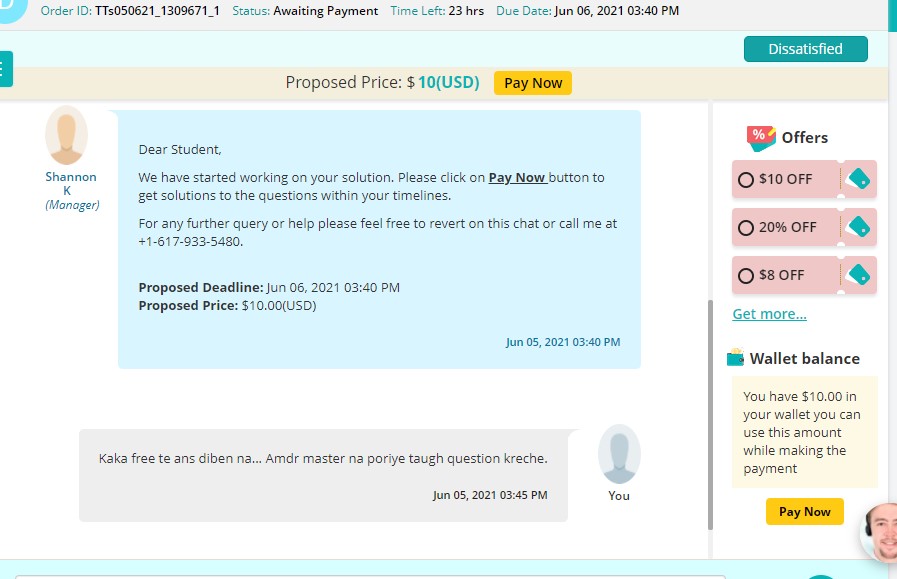 Order ID: TTs050621_1309671_1 Status: Awaiting Payment Time Left: 23 hrs Due Date: Jun 06, 2021 03:40 PM
Dissatisfied
Proposed Price: $ 10(USD) Pay Now
Shannon
K
(Manager)
Dear Student,
We have started working on your solution. Please click on Pay Now button to
get solutions to the questions within your timelines.
For any further query or help please feel free to revert on this chat or call me at
+1-617-933-5480.
Proposed Deadline: Jun 06, 2021 03:40 PM
Proposed Price: $10.00(USD)
Jun 05, 2021 03:40 PM
Kaka free te ans diben na... Amdr master na poriye taugh question kreche.
Jun 05, 2021 03:45 PM
You
% Offers
$10 OFF
20% OFF
$8 OFF
Get more...
Wallet balance
You have $10.00 in
your wallet you can
use this amount
while making the
payment
Pay Now